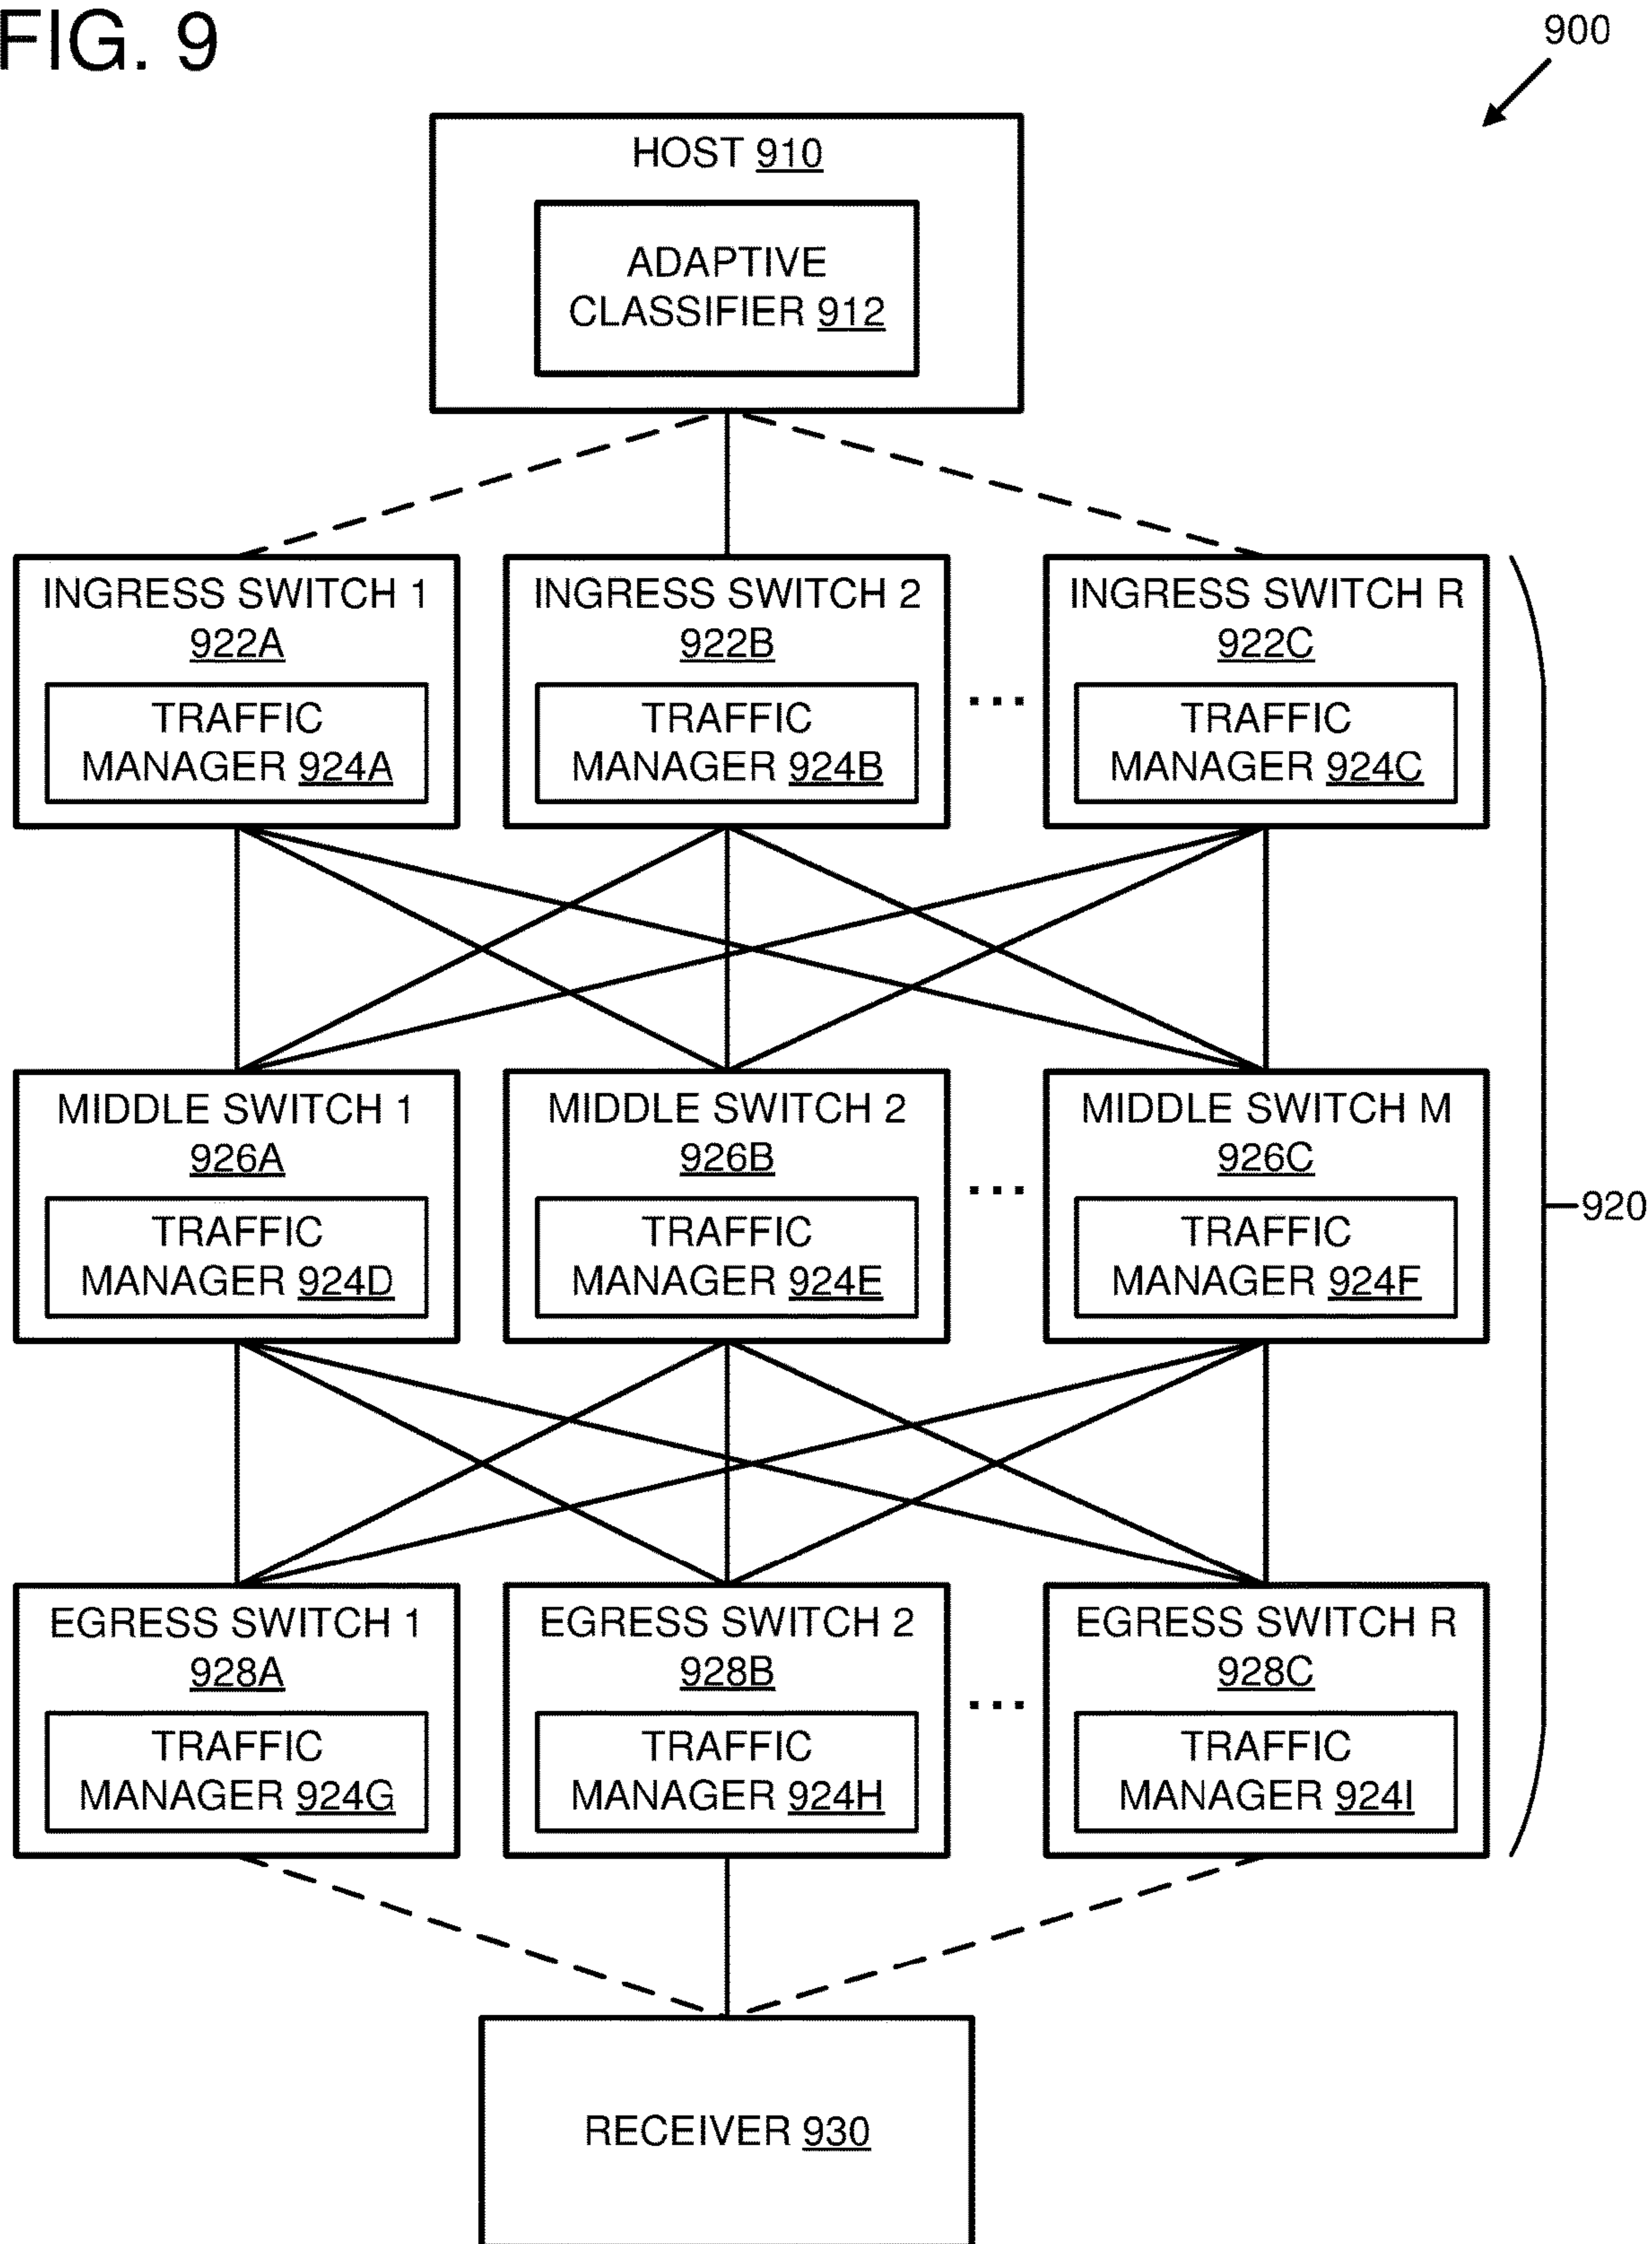 FIG. 9
900
HOST 910
ADAPTIVE
CLASSIFIER 912
INGRESS SWITCH 1
922A
TRAFFIC
MANAGER 924A
INGRESS SWITCH 2
922B
TRAFFIC
MANAGER 924B
...
INGRESS SWITCH R
922C
TRAFFIC
MANAGER 924C
MIDDLE SWITCH 1
926A
TRAFFIC
MANAGER 924D
MIDDLE SWITCH 2
926B
TRAFFIC
MANAGER 924E
...
MIDDLE SWITCH M
926C
TRAFFIC
MANAGER 924F
920
EGRESS SWITCH 1
928A
TRAFFIC
MANAGER 924G
EGRESS SWITCH 2
928B
TRAFFIC
MANAGER 924H
...
EGRESS SWITCH R
928C
TRAFFIC
MANAGER 924I
RECEIVER 930